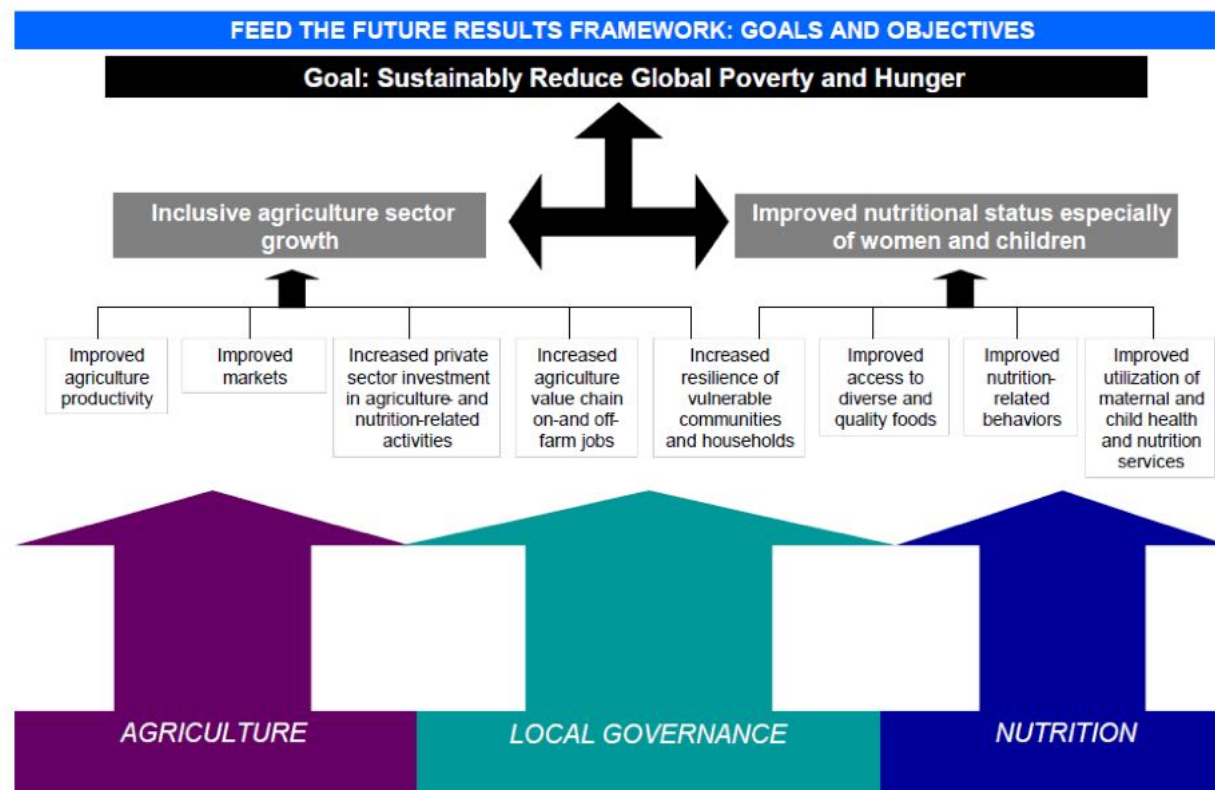 FEED THE FUTURE RESULTS FRAMEWORK: GOALS AND OBJECTIVES
Goal: Sustainably Reduce Global Poverty and Hunger
Inclusive agriculture sector
growth
Improved nutritional status especially
of women and children
Improved
agriculture
productivity
Improved
markets
Increased private
sector investment
in agriculture- and
nutrition-related
activities
Increased
agriculture
value chain
on-and off-
farm jobs
Increased
resilience of
vulnerable
communities
and households
Improved
access to
diverse and
quality foods
Improved
nutrition-
related
behaviors
Improved
utilization of
maternal and
child health
and nutrition
services
AGRICULTURE
LOCAL GOVERNANCE
NUTRITION